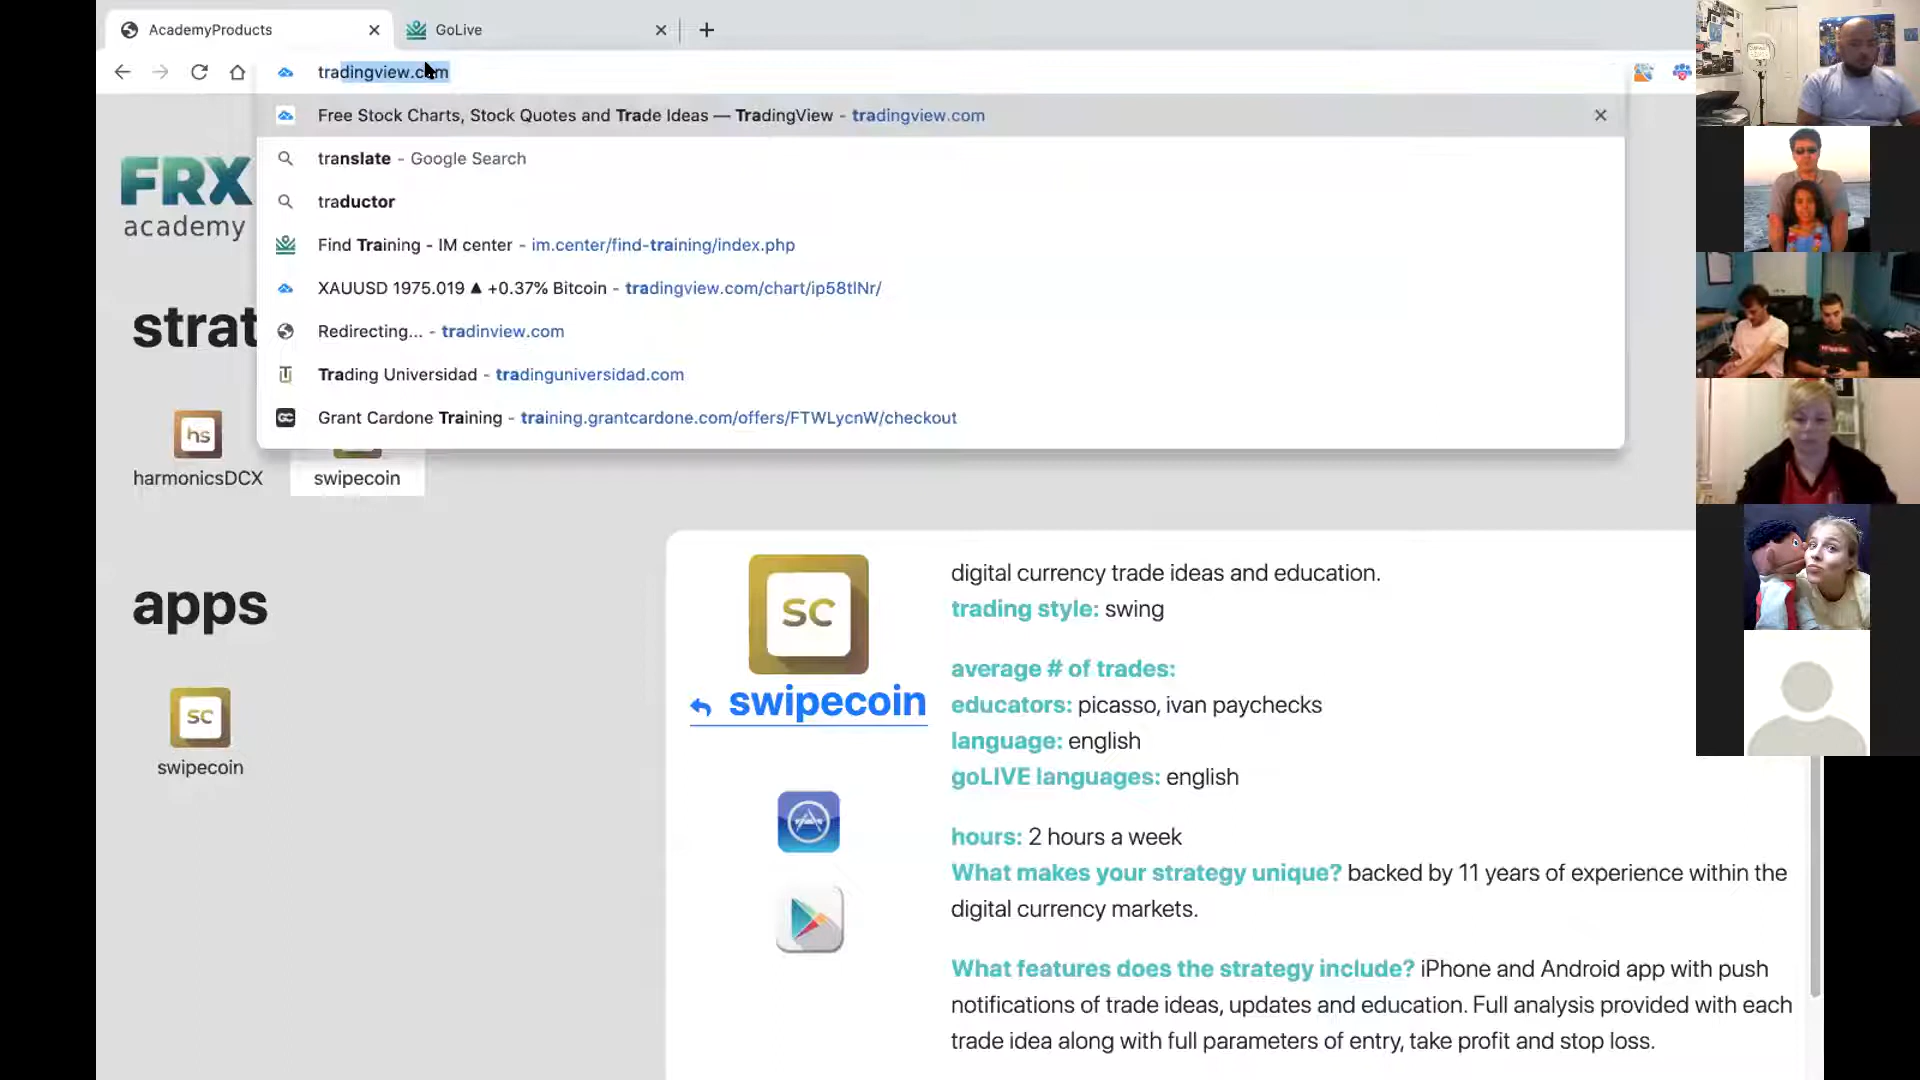 AcademyProducts
GoLive
tradingview.com
Free Stock Charts, Stock Quotes and Trade Ideas — TradingView - tradingview.com
translate - Google Search
traductor
Find Training - IM center - im.center/find-training/index.php
XAUUSD 1975.019 ▲ +0.37% Bitcoin - tradingview.com/chart/ip58tlNr/
Redirecting... - tradinview.com
Trading Universidad - tradinguniversidad.com
Grant Cardone Training - training.grantcardone.com/offers/FTWLycnW/checkout
FRX
academy
strat
hs
harmonicsDCX
swipecoin
apps
SC
swipecoin
SC
swipecoin
digital currency trade ideas and education.
trading style: swing
average # of trades:
educators: picasso, ivan paychecks
language: english
goLIVE languages: english
hours: 2 hours a week
What makes your strategy unique? backed by 11 years of experience within the
digital currency markets.
What features does the strategy include? iPhone and Android app with push
notifications of trade ideas, updates and education. Full analysis provided with each
trade idea along with full parameters of entry, take profit and stop loss.